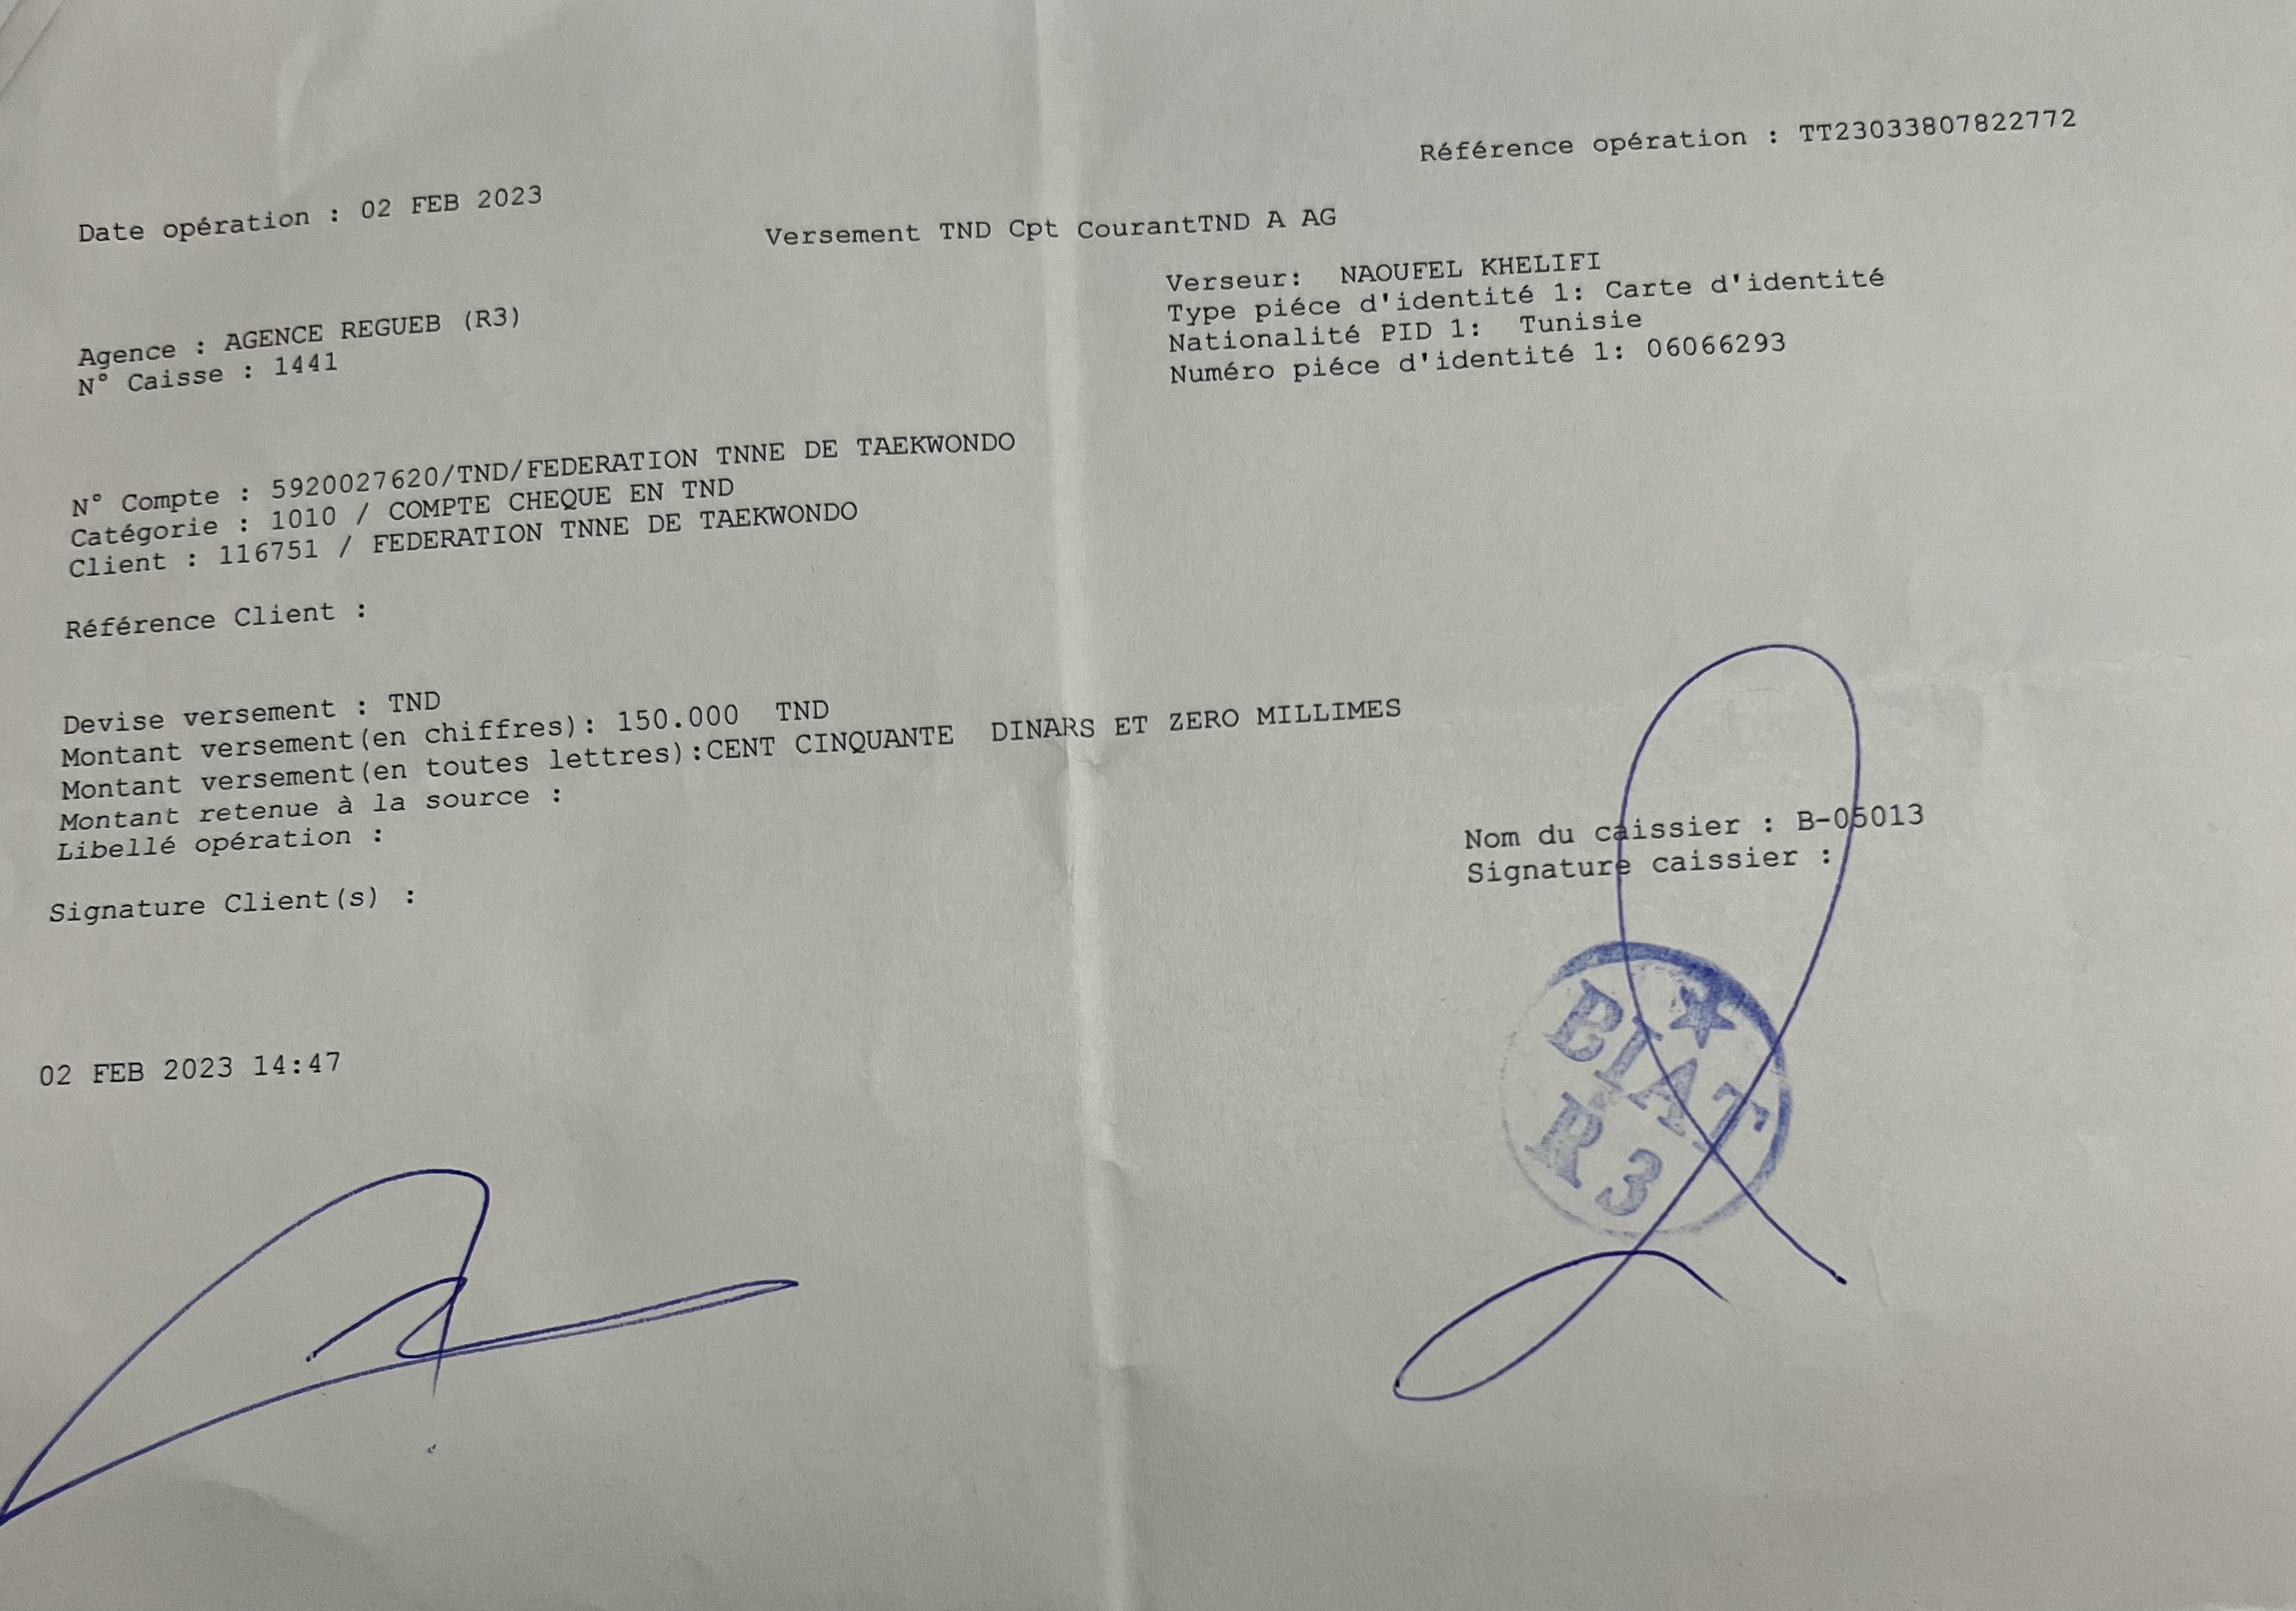 Référence opération : TT23033807822772
Date opération : 02 FEB 2023
Versement TND Cpt CourantTND A AG
Verseur: NAOUFEL KHELIFI
Type piéce d'identité 1: Carte d'identité
Nationalité PID 1: Tunisie
Numéro piéce d'identité 1: 06066293
Agence : AGENCE REGUEB (R3)
N° Caisse : 1441
N° Compte : 5920027620/TND/FEDERATION TNNE DE TAEKWONDO
Catégorie : 1010 / COMPTE CHEQUE EN TND
Client : 116751 / FEDERATION TNNE DE TAEKWONDO
Référence Client :
Devise versement : TND
Montant versement(en chiffres): 150.000 TND
Montant versement(en toutes lettres):CENT CINQUANTE DINARS ET ZERO MILLIMES
Montant retenue à la source :
Libellé opération :
Nom du caissier : B-05013
Signature caissier :
Signature Client(s) :
BIAT
R3
02 FEB 2023 14:47